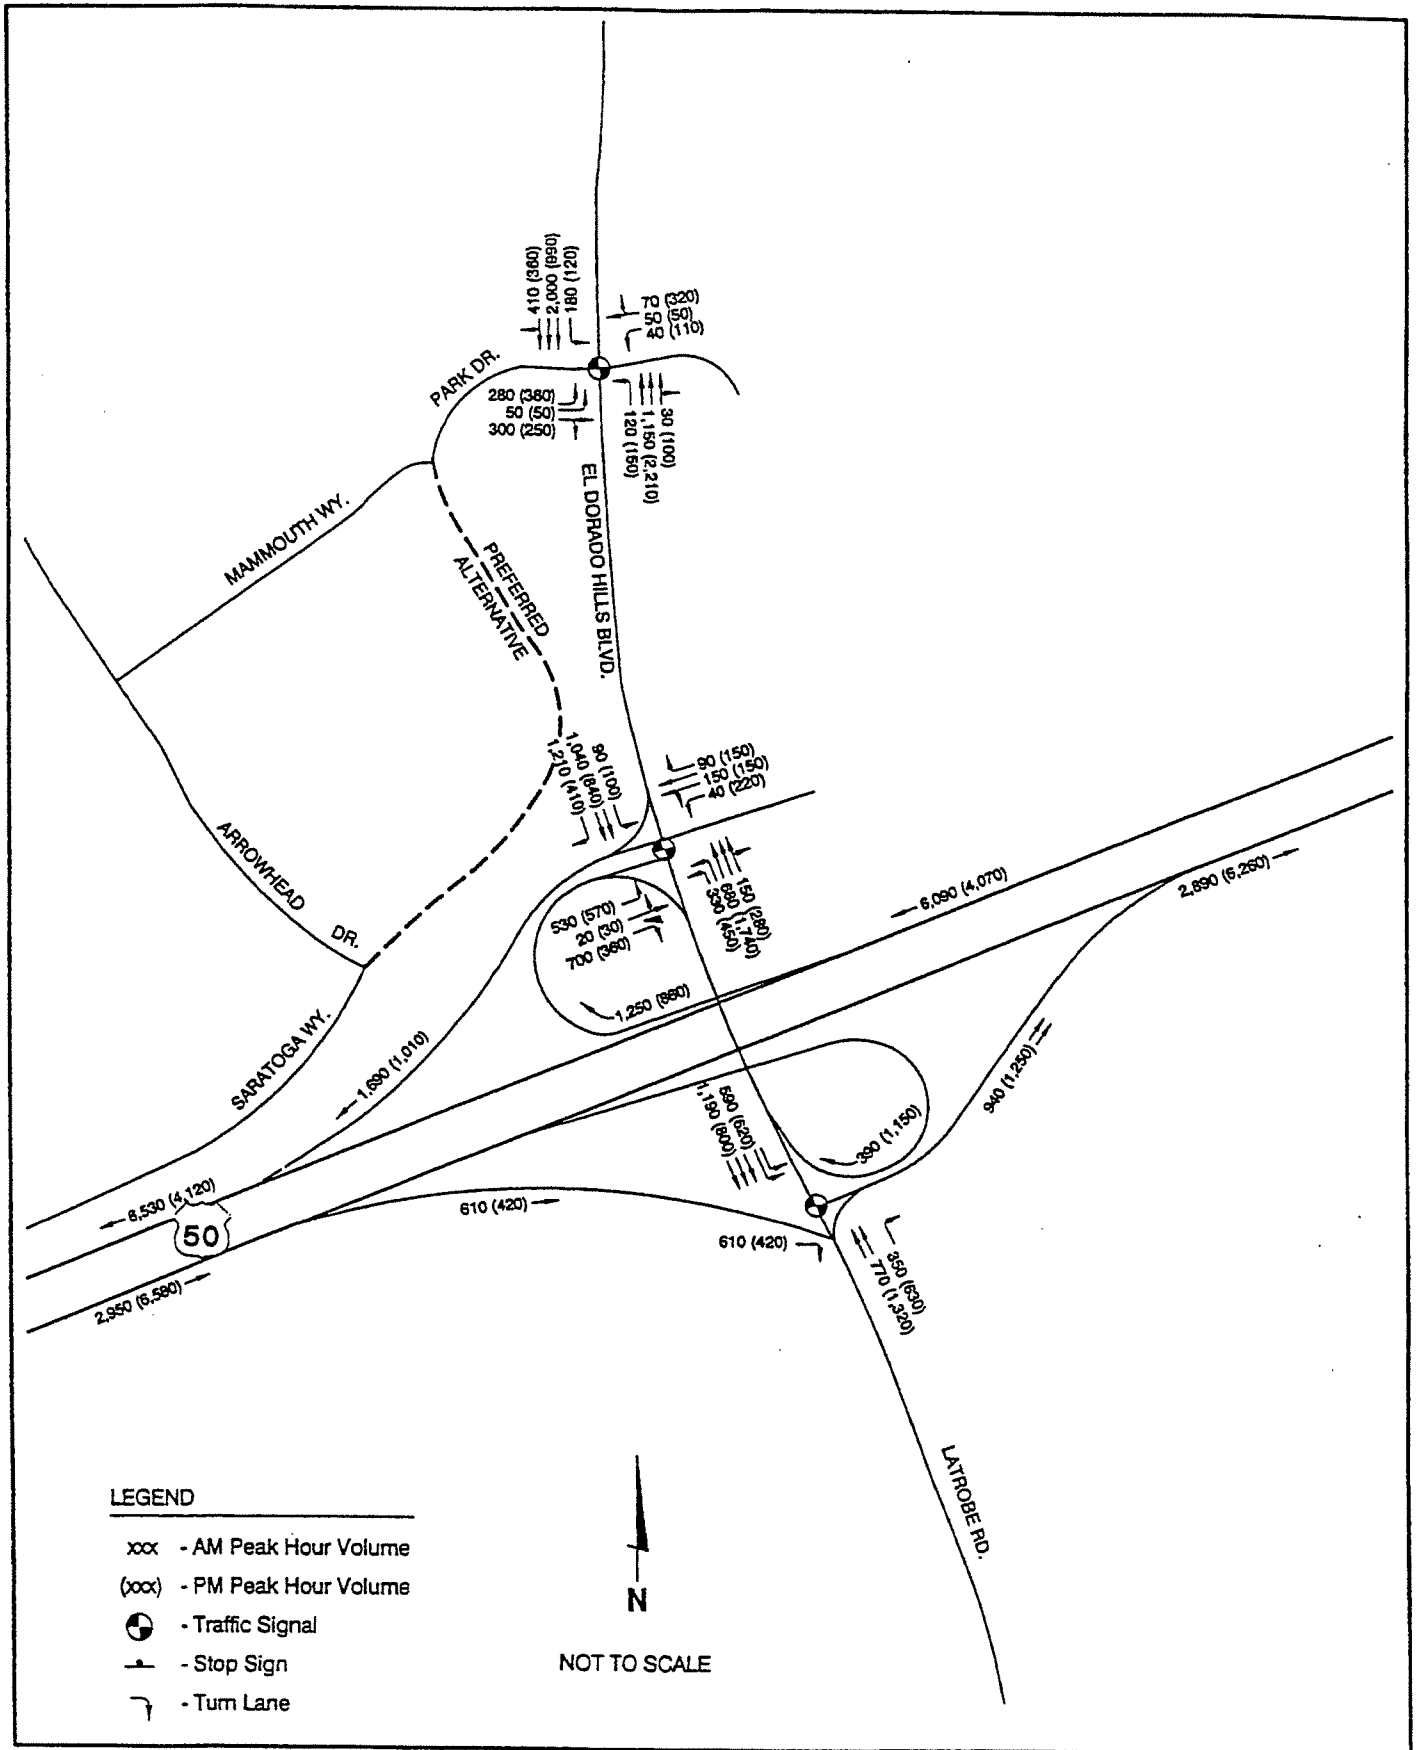 410 (360)
2,000 (990)
180 (120)
70 (320)
50 (50)
40 (110)
PARK DR.
280 (380)
50 (50)
300 (250)
30 (100)
1,150 (2,210)
120 (150)
EL DORADO HILLS BLVD.
MAMMOUTH WY.
PREFERRED
ALTERNATIVE
90 (100)
1,040 (840)
1,210 (410)
90 (150)
150 (150)
40 (220)
ARROWHEAD
DR.
530 (570)
20 (30)
700 (360)
150 (280)
680 (1,740)
330 (450)
6,090 (4,070)
2,890 (6,260)
1,250 (860)
SARATOGA WY.
1,690 (1,010)
590 (620)
1,190 (800)
390 (1,150)
940 (1,250)
6,530 (4,120)
50
610 (420)
610 (420)
2,950 (6,580)
350 (630)
770 (1,320)
LATROBE RD.
LEGEND
xxx - AM Peak Hour Volume
(xxx) - PM Peak Hour Volume
- Traffic Signal
- Stop Sign
- Turn Lane
N
NOT TO SCALE